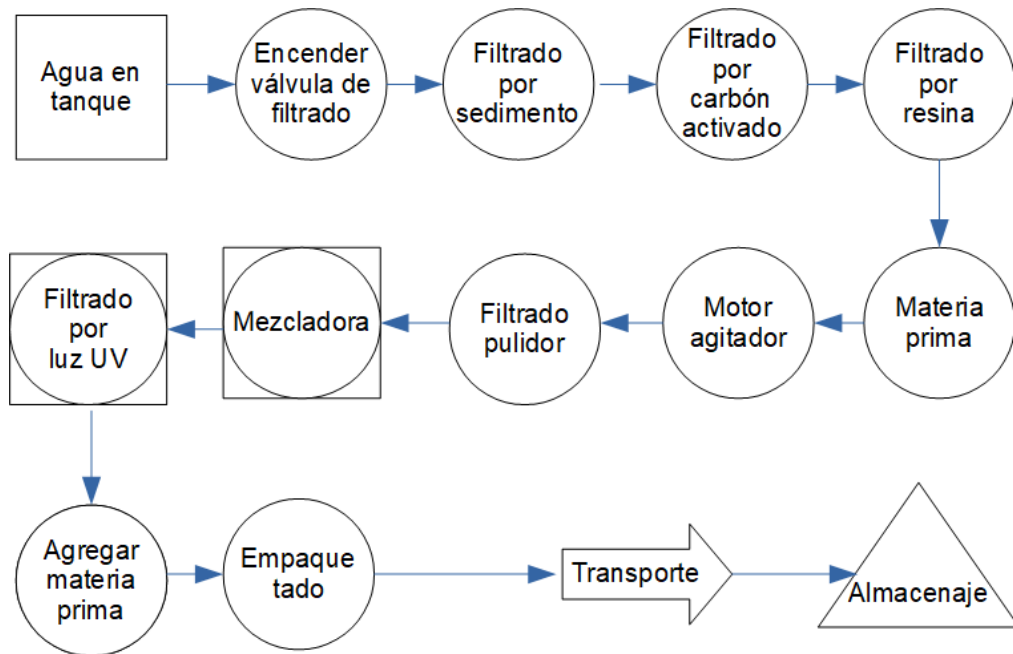 Agua en
tanque
Encender
válvula de
filtrado
Filtrado
por
sedimento
Filtrado
por
carbón
activado
Filtrado
por
resina
Filtrado
por
luz UV
Mezcladora
Filtrado
pulidor
Motor
agitador
Materia
prima
Agregar
materia
prima
Empaque
tado
Transporte
Almacenaje